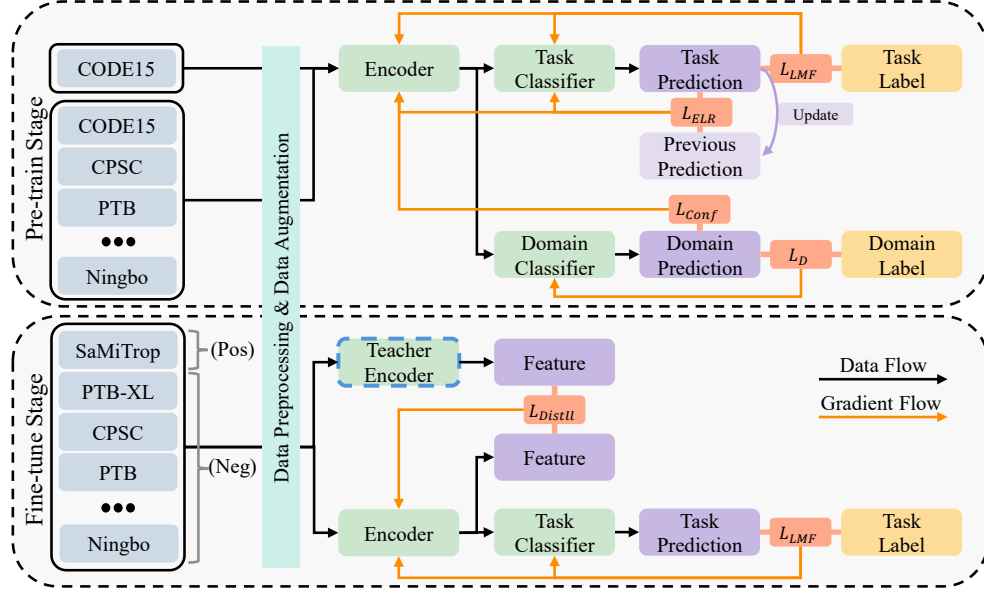 Pre-train Stage
CODE15
CODE15
CPSC
PTB
•••
Ningbo
Data Preprocessing & Data Augmentation
Encoder
Task
Classifier
Task
Prediction
L_LMF
Task
Label
L_ELR
Update
Previous
Prediction
L_Conf
Domain
Classifier
Domain
Prediction
L_D
Domain
Label
Fine-tune Stage
SaMiTrop
(Pos)
PTB-XL
CPSC
PTB
(Neg)
•••
Ningbo
Teacher
Encoder
Feature
L_Distll
Feature
Data Flow
Gradient Flow
Encoder
Task
Classifier
Task
Prediction
L_LMF
Task
Label